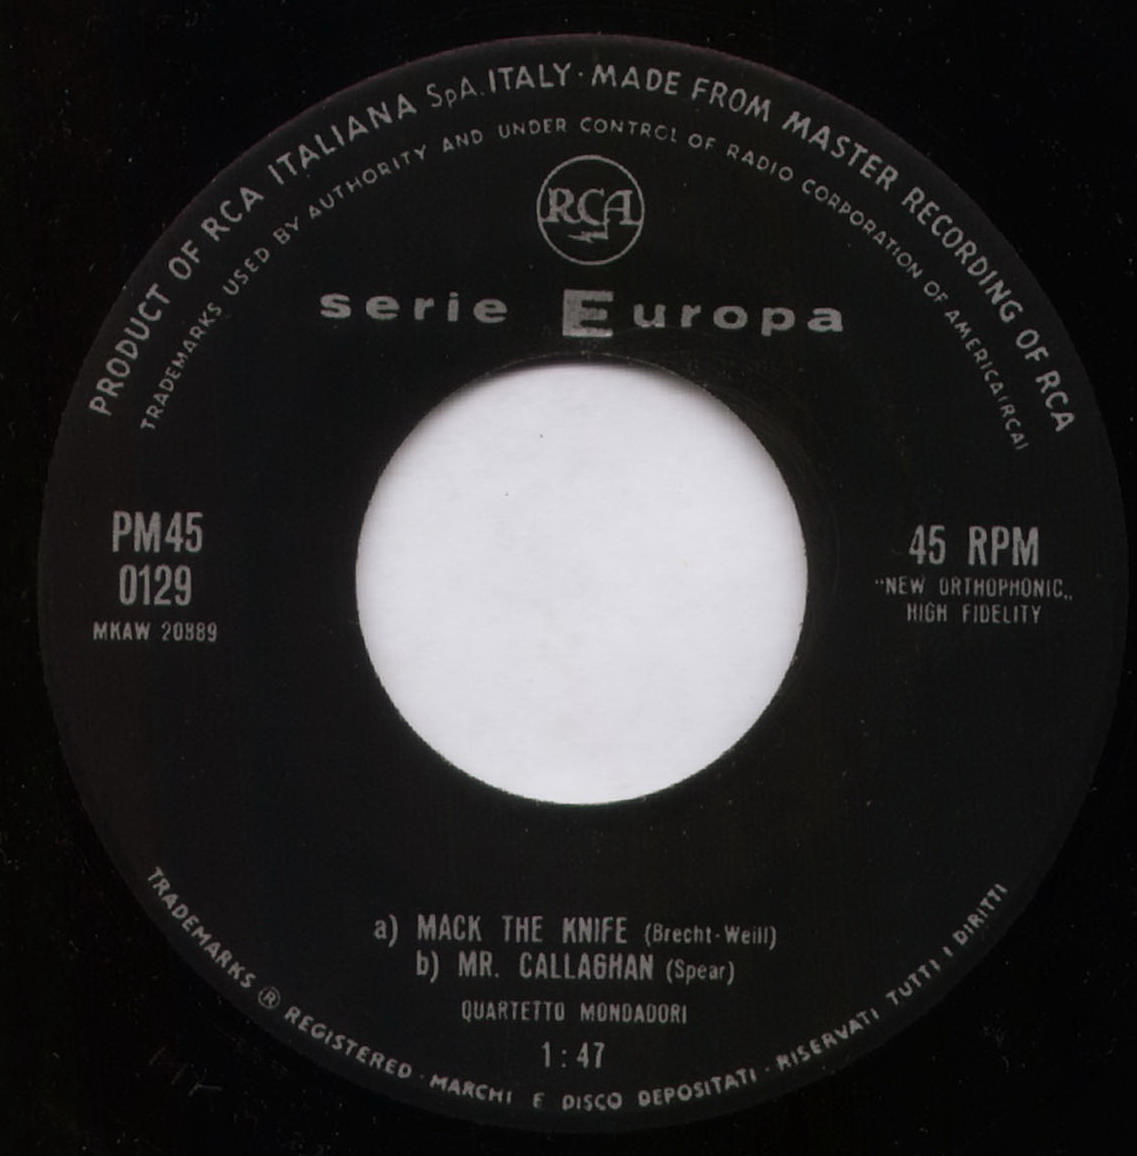 PRODUCT OF RCA ITALIANA SpA. ITALY · MADE FROM MASTER RECORDING OF RCA
TRADEMARKS USED BY AUTHORITY AND UNDER CONTROL OF RADIO CORPORATION OF AMERICA (RCA)
RCA
serie Europa
PM45
0129
MKAW 20889
45 RPM
"NEW ORTHOPHONIC„
HIGH FIDELITY
a) MACK THE KNIFE (Brecht-Weill)
b) MR. CALLAGHAN (Spear)
QUARTETTO MONDADORI
1:47
TRADEMARKS ® REGISTERED · MARCHI E DISCO DEPOSITATI · RISERVATI TUTTI I DIRITTI